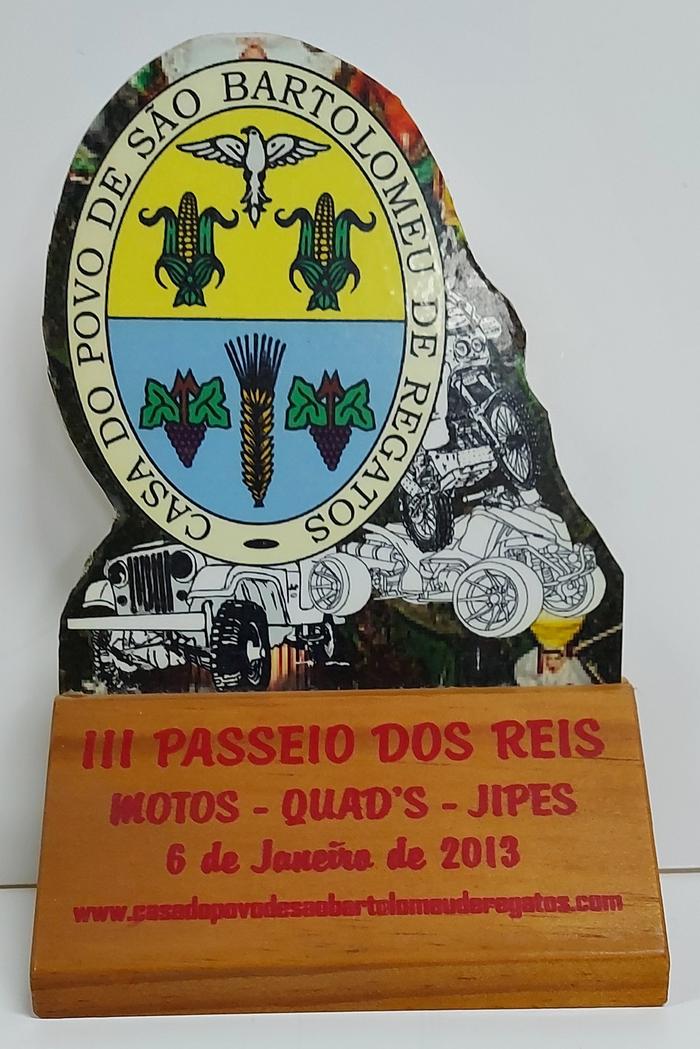 CASA DO POVO DE SÃO BARTOLOMEU DE REGATOS
III PASSEIO DOS REIS
MOTOS - QUAD'S - JIPES
6 de Janeiro de 2013
www.casadopovodesaobartolomeuderegatos.com